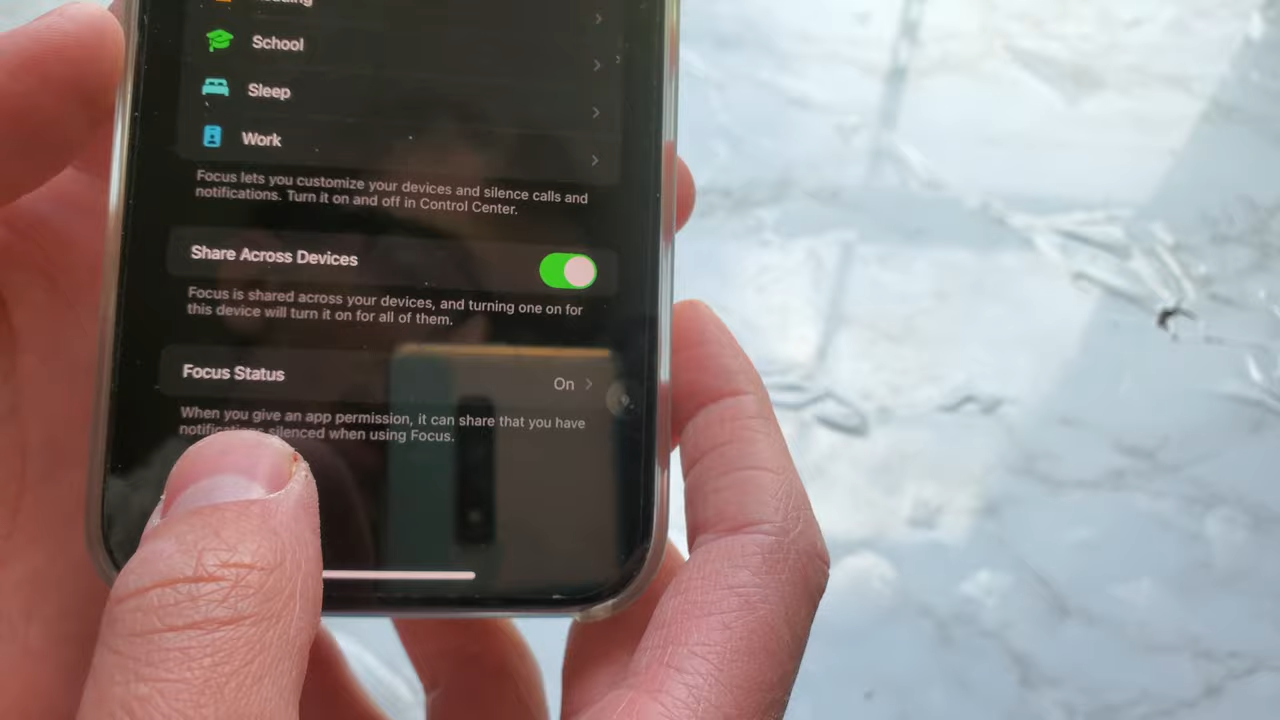 School
Sleep
Work
Focus lets you customize your devices and silence calls and
notifications. Turn it on and off in Control Center.
Share Across Devices
Focus is shared across your devices, and turning one on for
this device will turn it on for all of them.
Focus Status
On
When you give an app permission, it can share that you have
notifications silenced when using Focus.